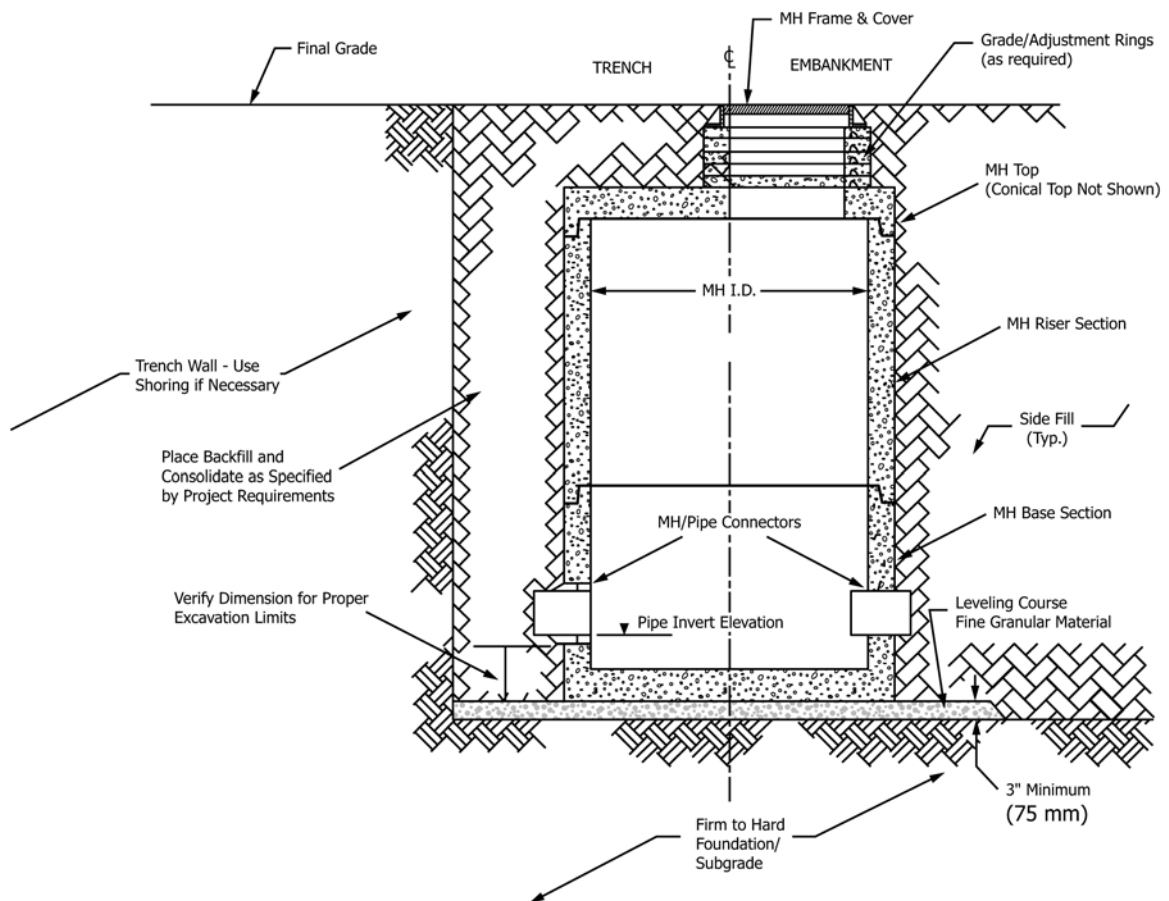 MH Frame & Cover
Final Grade
Grade/Adjustment Rings
(as required)
℄
TRENCH
EMBANKMENT
MH Top
(Conical Top Not Shown)
MH I.D.
MH Riser Section
Trench Wall - Use
Shoring if Necessary
Side Fill
(Typ.)
Place Backfill and
Consolidate as Specified
by Project Requirements
MH/Pipe Connectors
MH Base Section
Verify Dimension for Proper
Excavation Limits
Pipe Invert Elevation
Leveling Course
Fine Granular Material
3" Minimum
(75 mm)
Firm to Hard
Foundation/
Subgrade